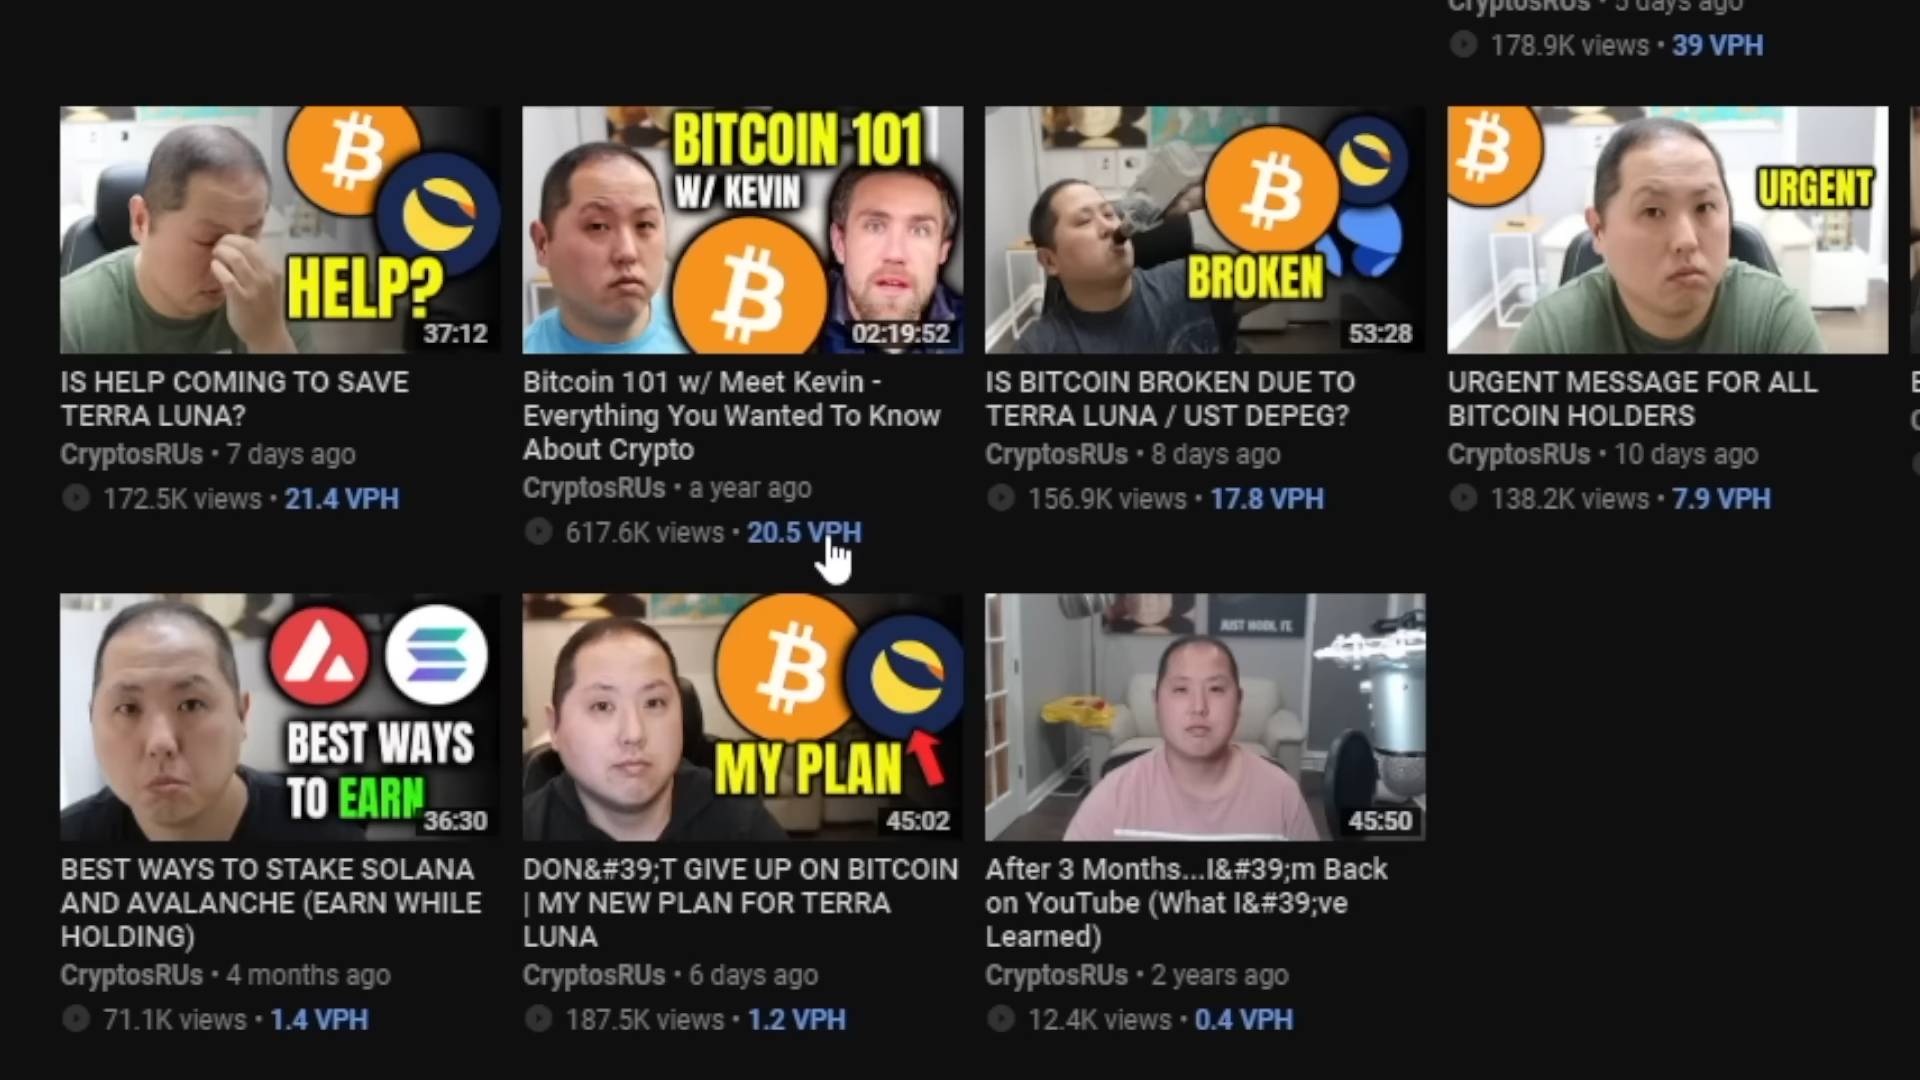 CryptosRUs • 5 days ago
178.9K views • 39 VPH
BITCOIN 101
W/ KEVIN
HELP?
BROKEN
URGENT
37:12
02:19:52
53:28
IS HELP COMING TO SAVE
TERRA LUNA?
CryptosRUs • 7 days ago
172.5K views • 21.4 VPH
Bitcoin 101 w/ Meet Kevin -
Everything You Wanted To Know
About Crypto
CryptosRUs • a year ago
617.6K views • 20.5 VPH
IS BITCOIN BROKEN DUE TO
TERRA LUNA / UST DEPEG?
CryptosRUs • 8 days ago
156.9K views • 17.8 VPH
URGENT MESSAGE FOR ALL
BITCOIN HOLDERS
CryptosRUs • 10 days ago
138.2K views • 7.9 VPH
BEST WAYS
TO EARN
36:30
MY PLAN
45:02
JUST HODL IT.
45:50
BEST WAYS TO STAKE SOLANA
AND AVALANCHE (EARN WHILE
HOLDING)
CryptosRUs • 4 months ago
71.1K views • 1.4 VPH
DON&#39;T GIVE UP ON BITCOIN
| MY NEW PLAN FOR TERRA
LUNA
CryptosRUs • 6 days ago
187.5K views • 1.2 VPH
After 3 Months...I&#39;m Back
on YouTube (What I&#39;ve
Learned)
CryptosRUs • 2 years ago
12.4K views • 0.4 VPH